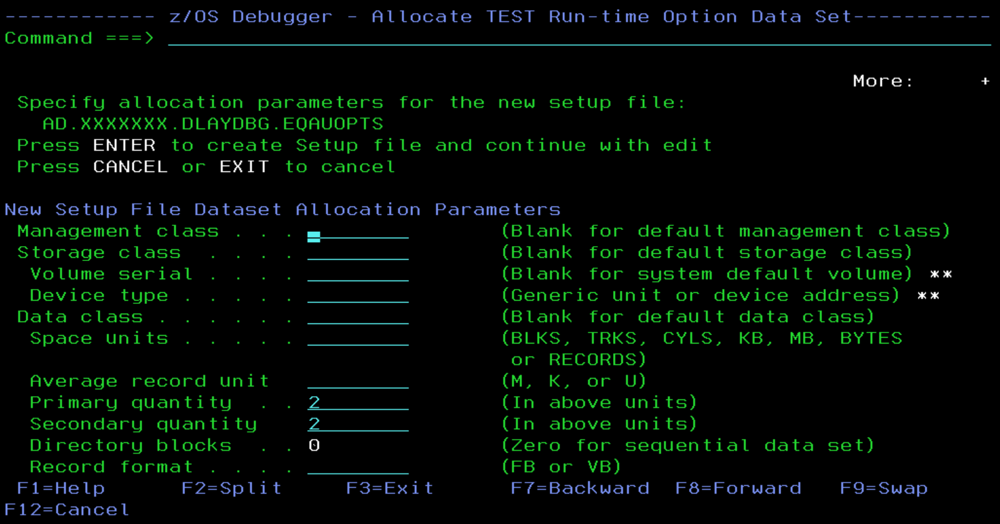 ------------ z/OS Debugger - Allocate TEST Run-time Option Data Set-----------
Command ===>
More:     +
Specify allocation parameters for the new setup file:
AD.XXXXXXX.DLAYDBG.EQAUOPTS
Press ENTER to create Setup file and continue with edit
Press CANCEL or EXIT to cancel
New Setup File Dataset Allocation Parameters
Management class . . . (Blank for default management class)
Storage class  . . . . (Blank for default storage class)
Volume serial . . . . (Blank for system default volume) **
Device type . . . . . (Generic unit or device address) **
Data class . . . . . . (Blank for default data class)
Space units . . . . . (BLKS, TRKS, CYLS, KB, MB, BYTES
or RECORDS)
Average record unit (M, K, or U)
Primary quantity  . . 2 (In above units)
Secondary quantity 2 (In above units)
Directory blocks  . . 0 (Zero for sequential data set)
Record format . . . . (FB or VB)
F1=Help F2=Split F3=Exit F7=Backward F8=Forward F9=Swap
F12=Cancel